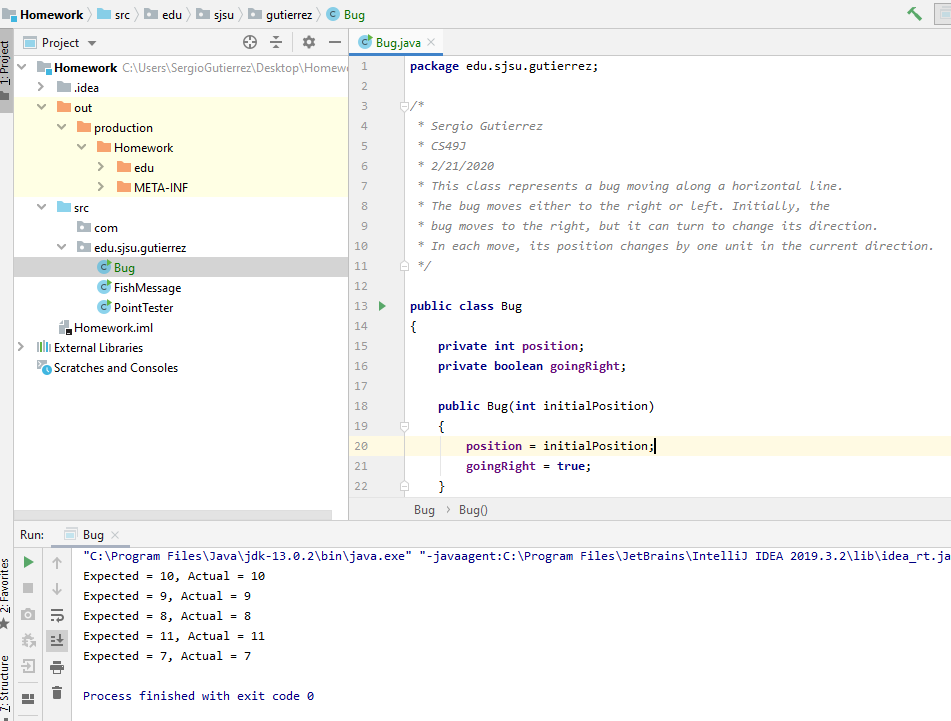 Homework src edu sjsu gutierrez Bug
1: Project
Project
Bug.java
Homework C:\Users\SergioGutierrez\Desktop\Homew
.idea
out
production
Homework
edu
META-INF
src
com
edu.sjsu.gutierrez
Bug
FishMessage
PointTester
Homework.iml
External Libraries
Scratches and Consoles
1 package edu.sjsu.gutierrez;
2
3 /*
4 * Sergio Gutierrez
5 * CS49J
6 * 2/21/2020
7 * This class represents a bug moving along a horizontal line.
8 * The bug moves either to the right or left. Initially, the
9 * bug moves to the right, but it can turn to change its direction.
10 * In each move, its position changes by one unit in the current direction.
11 */
12
13 public class Bug
14 {
15 private int position;
16 private boolean goingRight;
17
18 public Bug(int initialPosition)
19 {
20 position = initialPosition;
21 goingRight = true;
22 }
Bug Bug()
Run: Bug
"C:\Program Files\Java\jdk-13.0.2\bin\java.exe" "-javaagent:C:\Program Files\JetBrains\IntelliJ IDEA 2019.3.2\lib\idea_rt.ja
Expected = 10, Actual = 10
Expected = 9, Actual = 9
Expected = 8, Actual = 8
Expected = 11, Actual = 11
Expected = 7, Actual = 7
Process finished with exit code 0
2: Favorites
7: Structure